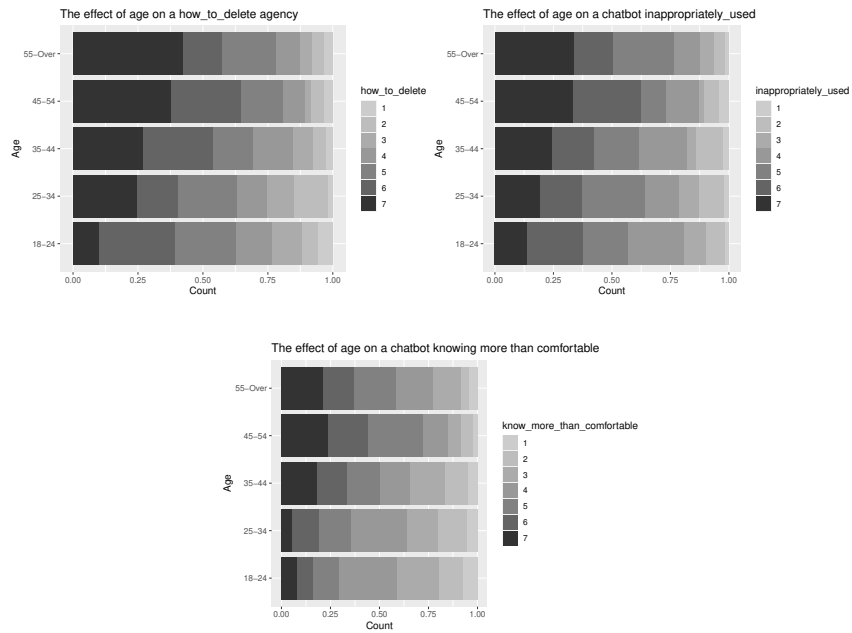 The effect of age on a how_to_delete agency
55−Over
45−54
35−44
25−34
18−24
Age
0.00 0.25 0.50 0.75 1.00
Count
how_to_delete
1
2
3
4
5
6
7
The effect of age on a chatbot inappropriately_used
55−Over
45−54
35−44
25−34
18−24
Age
0.00 0.25 0.50 0.75 1.00
Count
inappropriately_used
1
2
3
4
5
6
7
The effect of age on a chatbot knowing more than comfortable
55−Over
45−54
35−44
25−34
18−24
Age
0.00 0.25 0.50 0.75 1.00
Count
know_more_than_comfortable
1
2
3
4
5
6
7